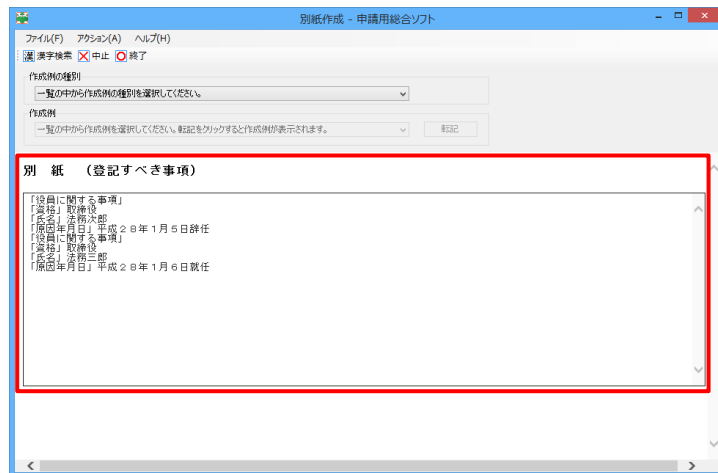 別紙作成 - 申請用総合ソフト
ファイル(F) アクション(A) ヘルプ(H)
漢 漢字検索 中止 終了
作成例の種別
一覧の中から作成例の種別を選択してください。
作成例
一覧の中から作成例を選択してください。転記をクリックすると作成例が表示されます。 転記
別 紙 （登記すべき事項）
「役員に関する事項」
「資格」取締役
「氏名」法務次郎
「原因年月日」平成２８年１月５日辞任
「役員に関する事項」
「資格」取締役
「氏名」法務三郎
「原因年月日」平成２８年１月６日就任